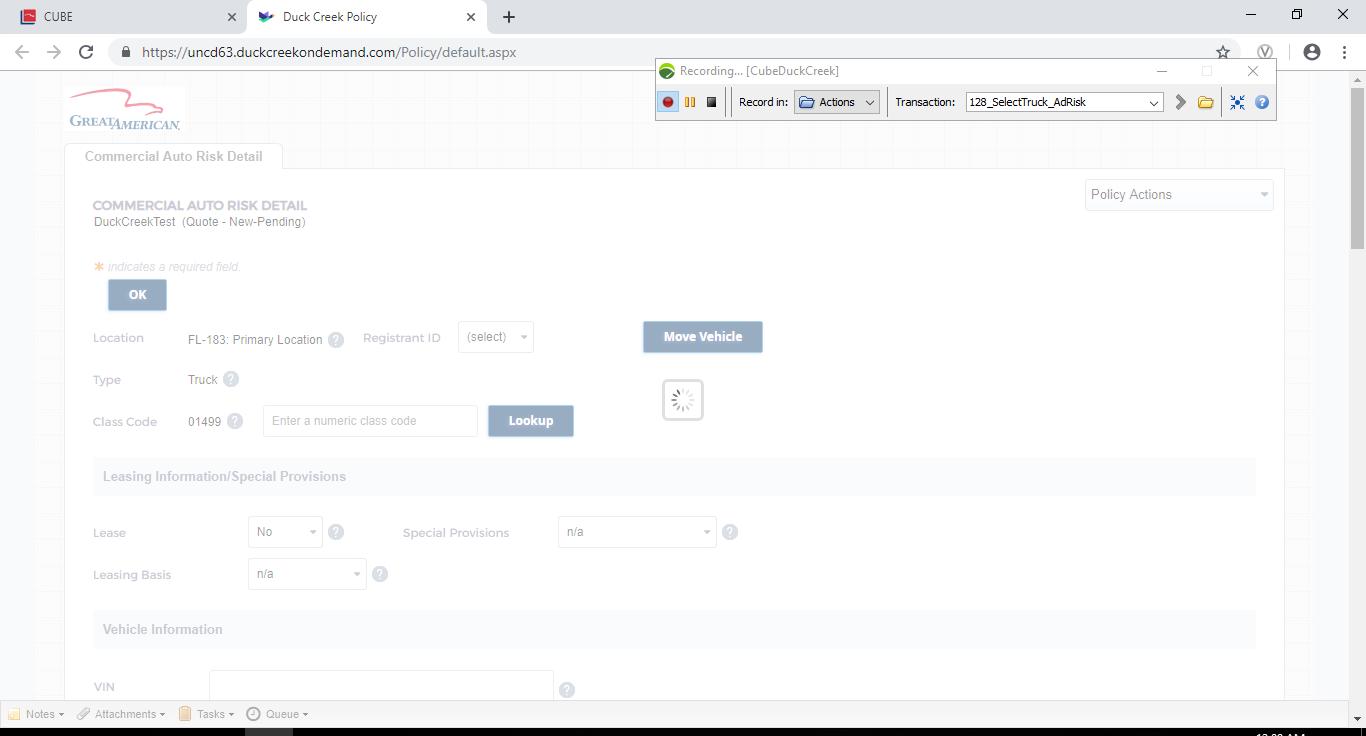 CUBE
Duck Creek Policy
https://uncd63.duckcreekondemand.com/Policy/default.aspx
Recording... [CubeDuckCreek]
Record in: Actions Transaction: 128_SelectTruck_AdRisk
GREATAMERICAN.
Commercial Auto Risk Detail
Policy Actions
COMMERCIAL AUTO RISK DETAIL
DuckCreekTest (Quote - New-Pending)
* indicates a required field.
OK
Location FL-183: Primary Location ? Registrant ID (select) Move Vehicle
Type Truck ?
Class Code 01499 ? Enter a numeric class code Lookup
Leasing Information/Special Provisions
Lease No ? Special Provisions n/a ?
Leasing Basis n/a ?
Vehicle Information
VIN ?
Notes Attachments Tasks Queue